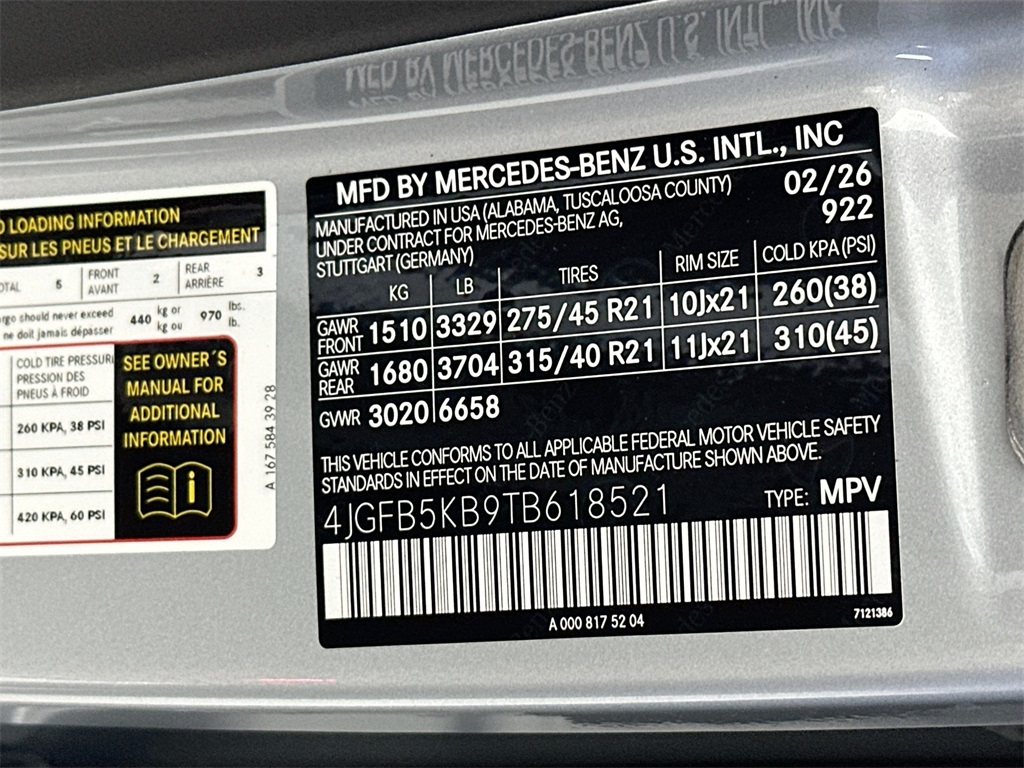 MFD BY MERCEDES-BENZ U.S. INTL., INC
MFD BY MERCEDES-BENZ U.S. INTL., INC
MANUFACTURED IN USA (ALABAMA, TUSCALOOSA COUNTY) 02/26
UNDER CONTRACT FOR MERCEDES-BENZ AG, 922
STUTTGART (GERMANY)
KG LB TIRES RIM SIZE COLD KPA (PSI)
GAWR FRONT 1510 3329 275/45 R21 10Jx21 260(38)
GAWR REAR 1680 3704 315/40 R21 11Jx21 310(45)
GVWR 3020 6658
THIS VEHICLE CONFORMS TO ALL APPLICABLE FEDERAL MOTOR VEHICLE SAFETY
STANDARDS IN EFFECT ON THE DATE OF MANUFACTURE SHOWN ABOVE.
4JGFB5KB9TB618521 TYPE: MPV
A 000 817 52 04 7121386
LOADING INFORMATION
SUR LES PNEUS ET LE CHARGEMENT
5 FRONT AVANT 2 REAR ARRIÈRE 3
should never exceed 440 kg or 970 lbs.
ne doit jamais dépasser kg ou lb.
COLD TIRE
PRESSION DES
PNEUS À FROID
260 KPA, 38 PSI
310 KPA, 45 PSI
420 KPA, 60 PSI
SEE OWNER´S
MANUAL FOR
ADDITIONAL
INFORMATION
i
A 167 584 39 28